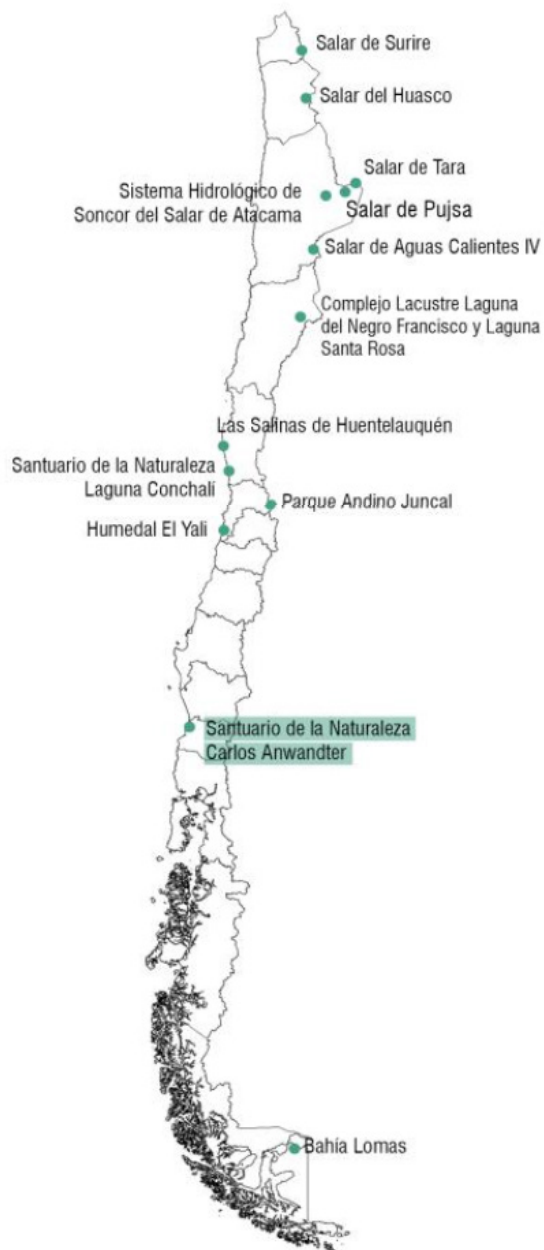 Salar de Surire
Salar del Huasco
Salar de Tara
Sistema Hidrológico de
Soncor del Salar de Atacama
Salar de Pujsa
Salar de Aguas Calientes IV
Complejo Lacustre Laguna
del Negro Francisco y Laguna
Santa Rosa
Las Salinas de Huentelauquén
Santuario de la Naturaleza
Laguna Conchalí
Parque Andino Juncal
Humedal El Yali
Santuario de la Naturaleza
Carlos Anwandter
Bahía Lomas